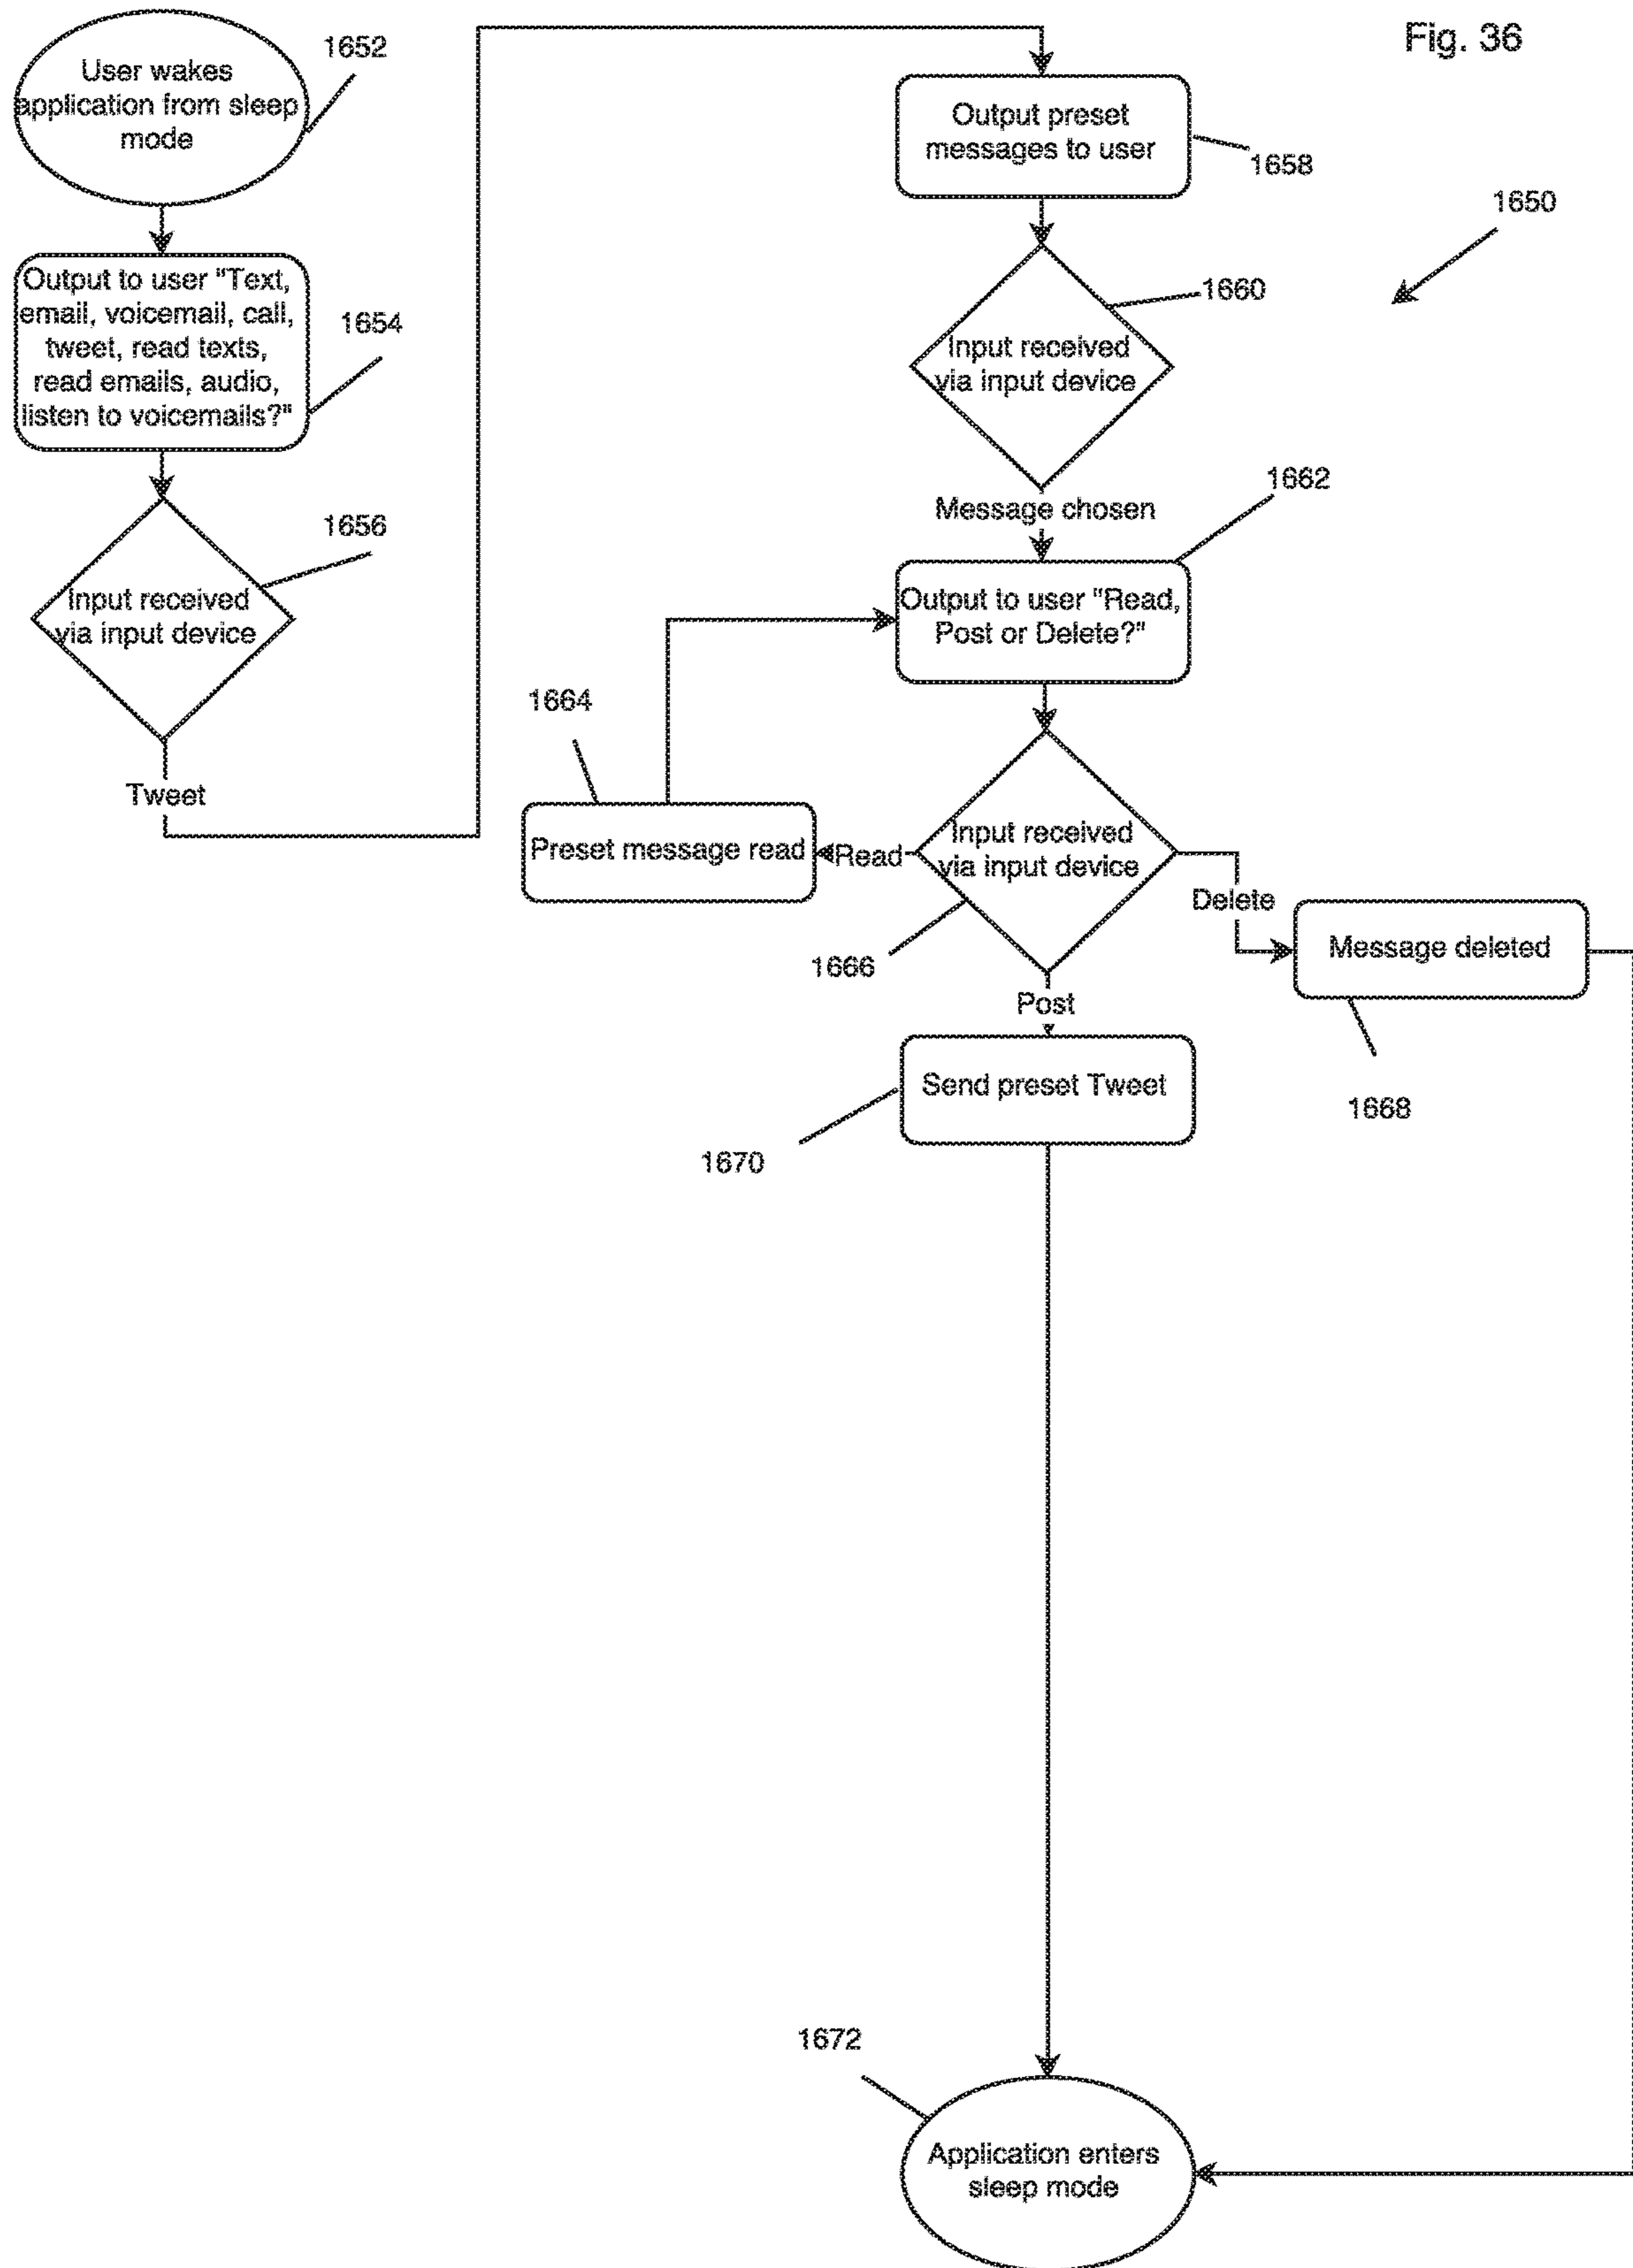 Fig. 36
1650
User wakes
application from sleep
mode
1652
Output to user "Text,
email, voicemail, call,
tweet, read texts,
read emails, audio,
listen to voicemails?"
1654
Input received
via input device
1656
Tweet
Output preset
messages to user
1658
Input received
via input device
1660
Message chosen
Output to user "Read,
Post or Delete?"
1662
Preset message read
1664
Read
Input received
via input device
1666
Delete
Message deleted
1668
Post
Send preset Tweet
1670
Application enters
sleep mode
1672